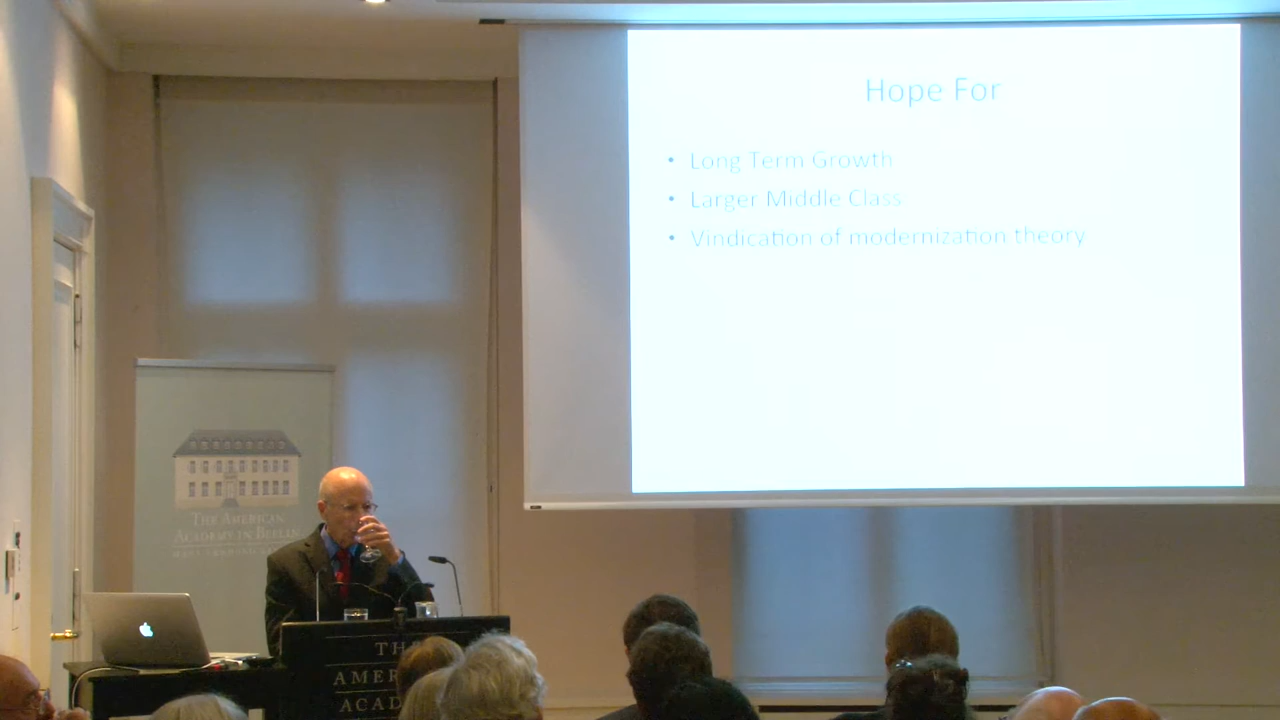 Hope For
• Long Term Growth
• Larger Middle Class
• Vindication of modernization theory
THE AMERICAN
ACADEMY IN BERLIN
TH
AMER
ACAD